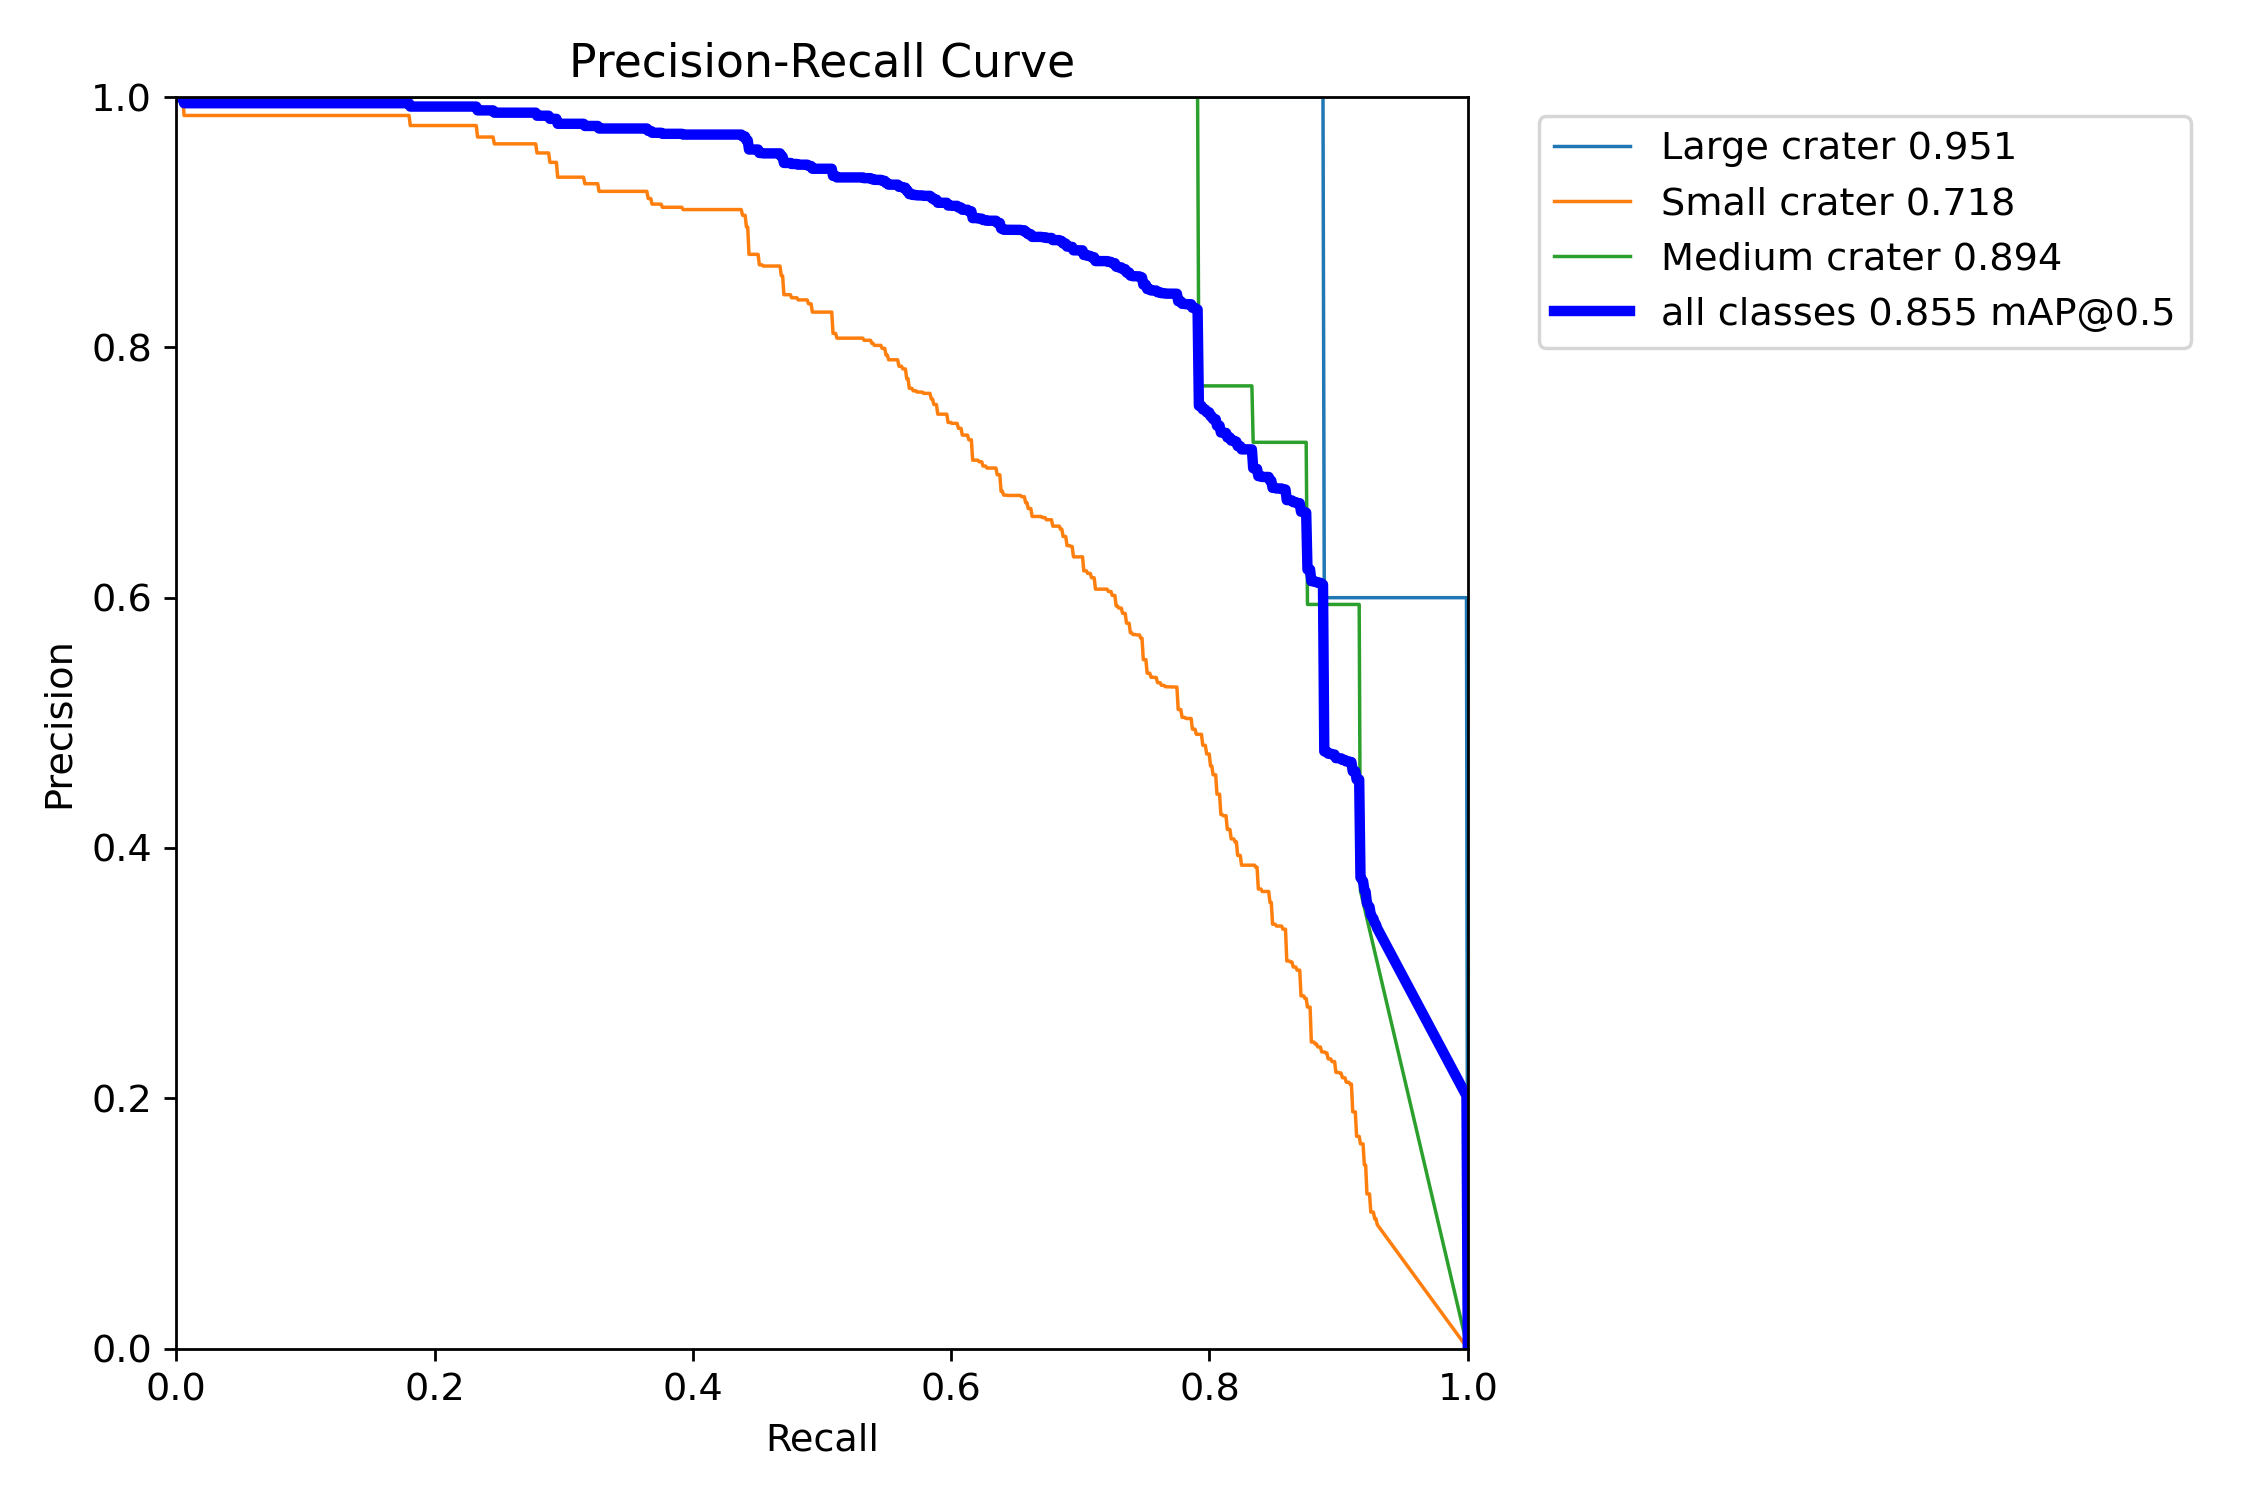 Precision-Recall Curve
1.0
0.8
0.6
0.4
0.2
0.0
Precision
0.0 0.2 0.4 0.6 0.8 1.0
Recall
Large crater 0.951
Small crater 0.718
Medium crater 0.894
all classes 0.855 mAP@0.5